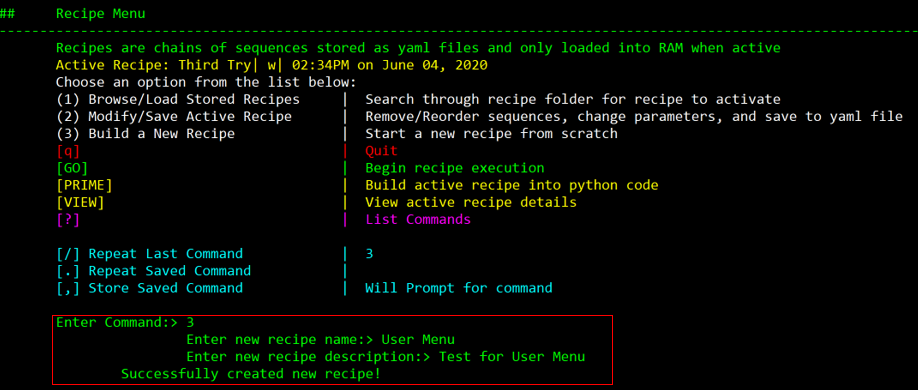 ## Recipe Menu
Recipes are chains of sequences stored as yaml files and only loaded into RAM when active
Active Recipe: Third Try| w| 02:34PM on June 04, 2020
Choose an option from the list below:
(1) Browse/Load Stored Recipes | Search through recipe folder for recipe to activate
(2) Modify/Save Active Recipe | Remove/Reorder sequences, change parameters, and save to yaml file
(3) Build a New Recipe | Start a new recipe from scratch
[q] | Quit
[GO] | Begin recipe execution
[PRIME] | Build active recipe into python code
[VIEW] | View active recipe details
[?] | List Commands
[/] Repeat Last Command | 3
[.] Repeat Saved Command |
[,] Store Saved Command | Will Prompt for command
Enter Command:> 3
Enter new recipe name:> User Menu
Enter new recipe description:> Test for User Menu
Successfully created new recipe!